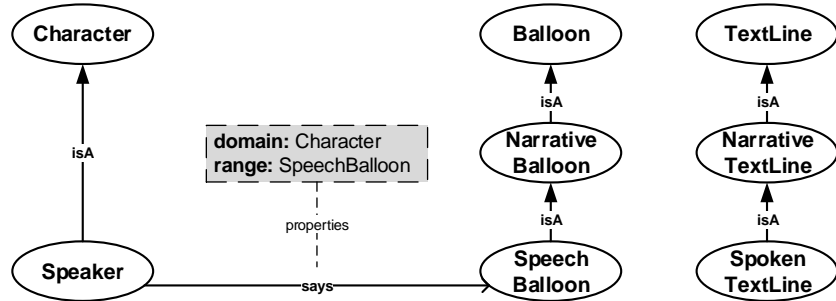 Character
Balloon
TextLine
isA
isA
isA
domain: Character
range: SpeechBalloon
Narrative
Balloon
Narrative
TextLine
properties
isA
isA
Speaker
says
Speech
Balloon
Spoken
TextLine